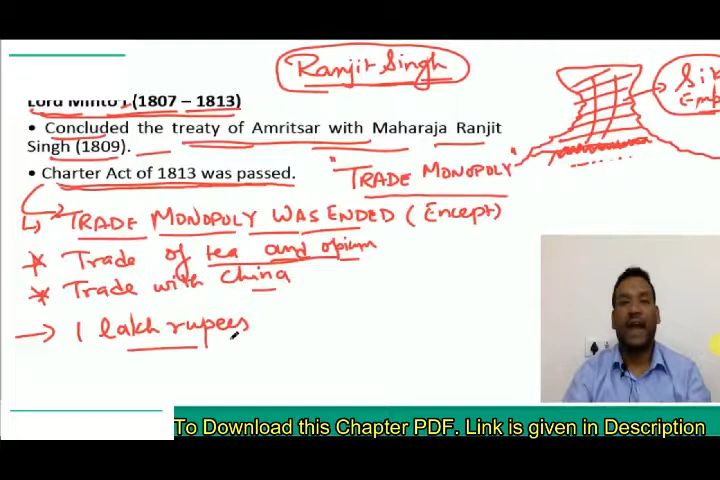 Ranjit Singh
Lord Minto I (1807 – 1813)
• Concluded the treaty of Amritsar with Maharaja Ranjit
Singh (1809).
• Charter Act of 1813 was passed.
"TRADE MONOPOLY"
TRADE MONOPOLY WAS ENDED (Except)
* Trade of tea and opium
* Trade with China
→ 1 lakh rupees
To Download this Chapter PDF. Link is given in Description